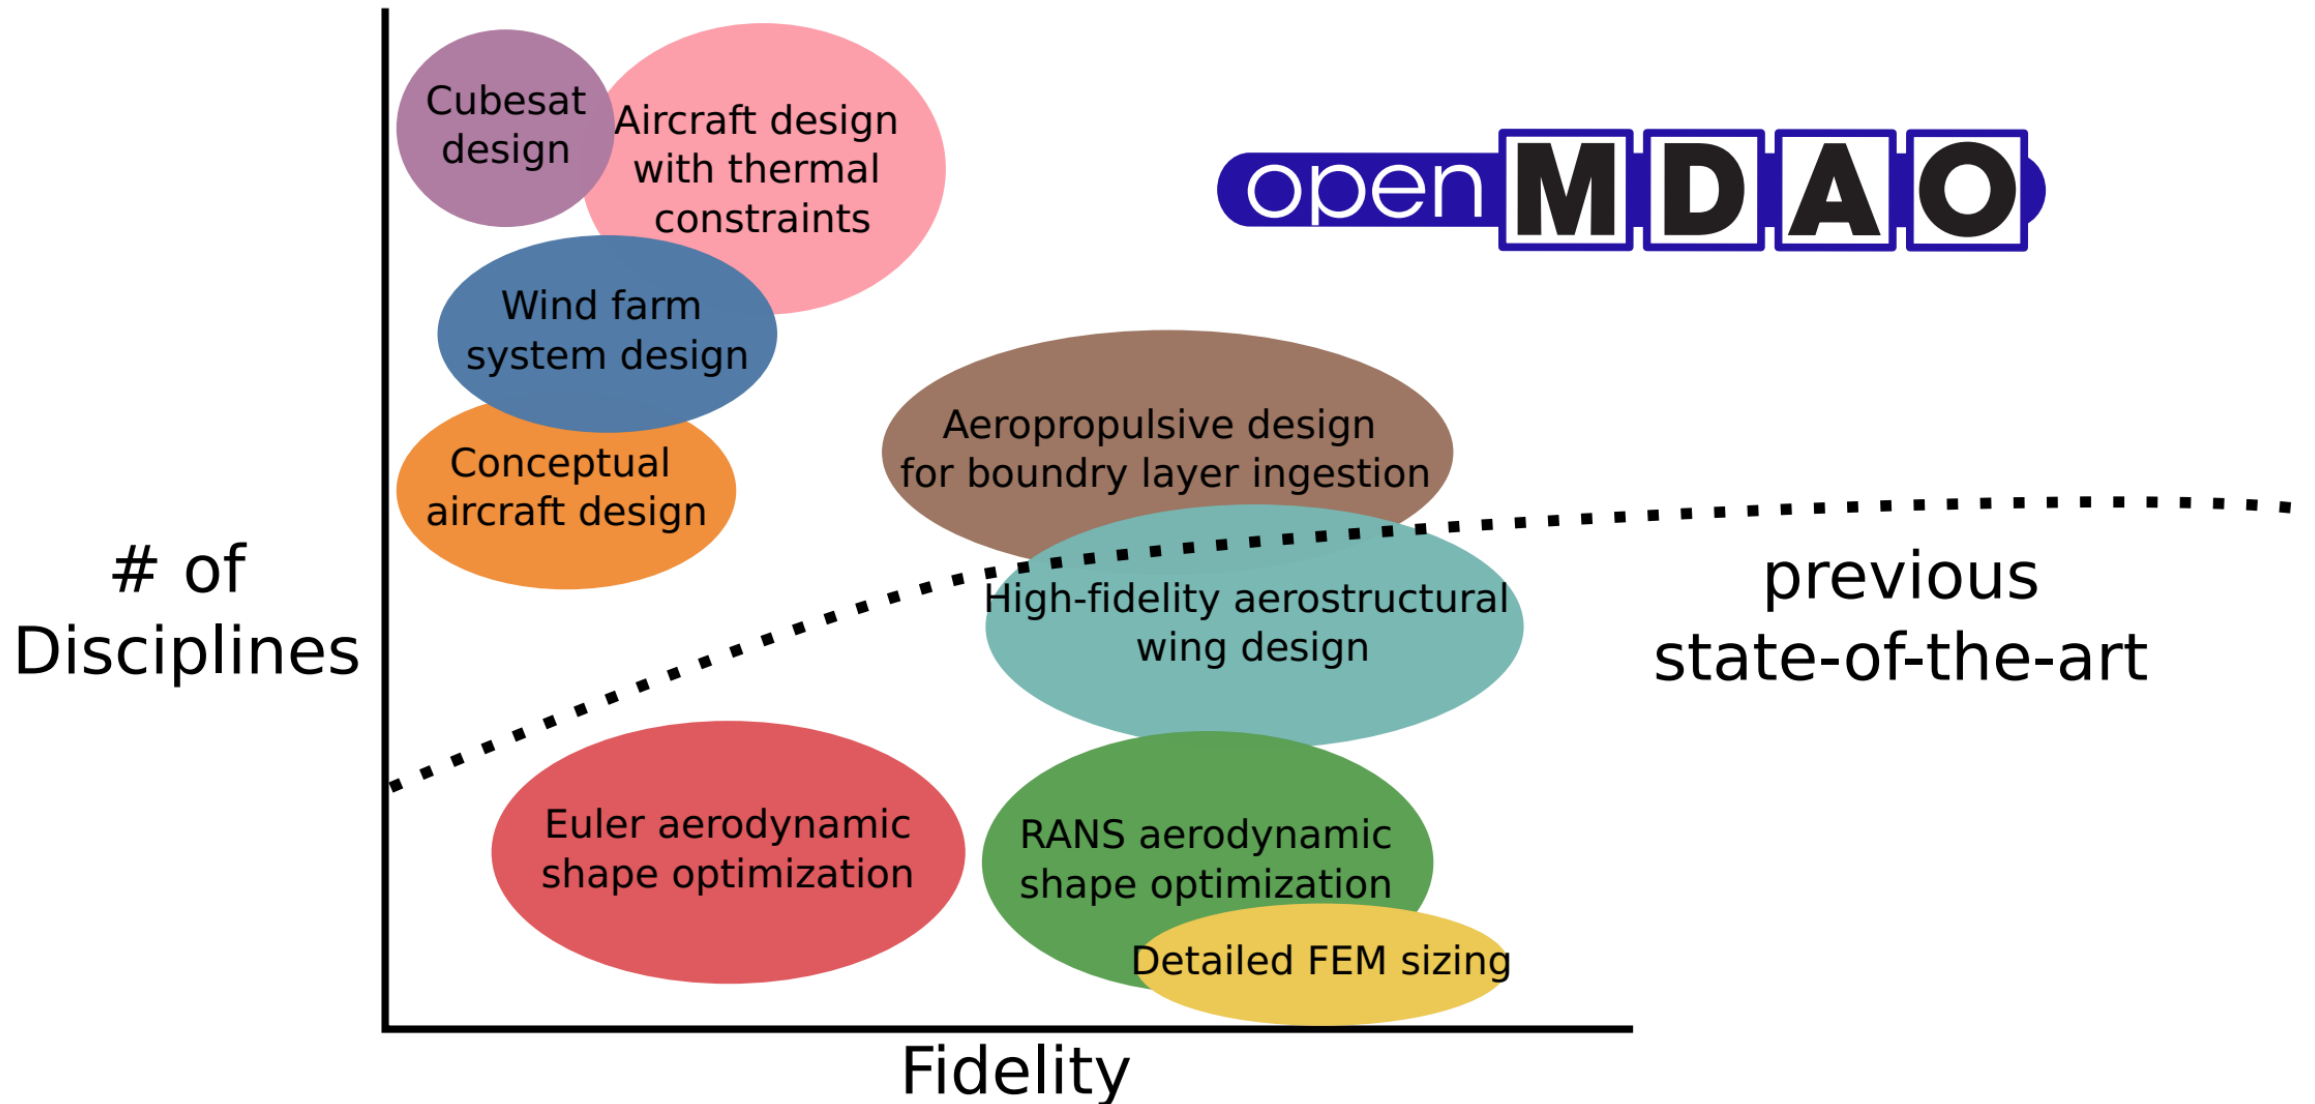 Cubesat
design
Aircraft design
with thermal
constraints
open MDAO
Wind farm
system design
Conceptual
aircraft design
Aeropropulsive design
for boundry layer ingestion
# of
Disciplines
High-fidelity aerostructural
wing design
previous
state-of-the-art
Euler aerodynamic
shape optimization
RANS aerodynamic
shape optimization
Detailed FEM sizing
Fidelity